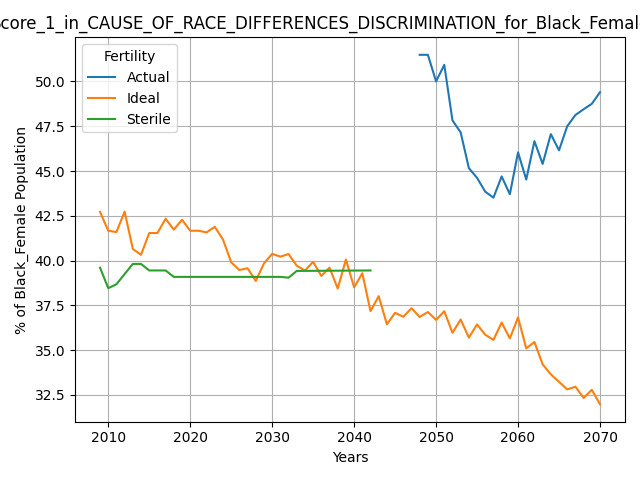 core_1_in_CAUSE_OF_RACE_DIFFERENCES_DISCRIMINATION_for_Black_Femal
Fertility
Actual
Ideal
Sterile
% of Black_Female Population
50.0
47.5
45.0
42.5
40.0
37.5
35.0
32.5
2010 2020 2030 2040 2050 2060 2070
Years